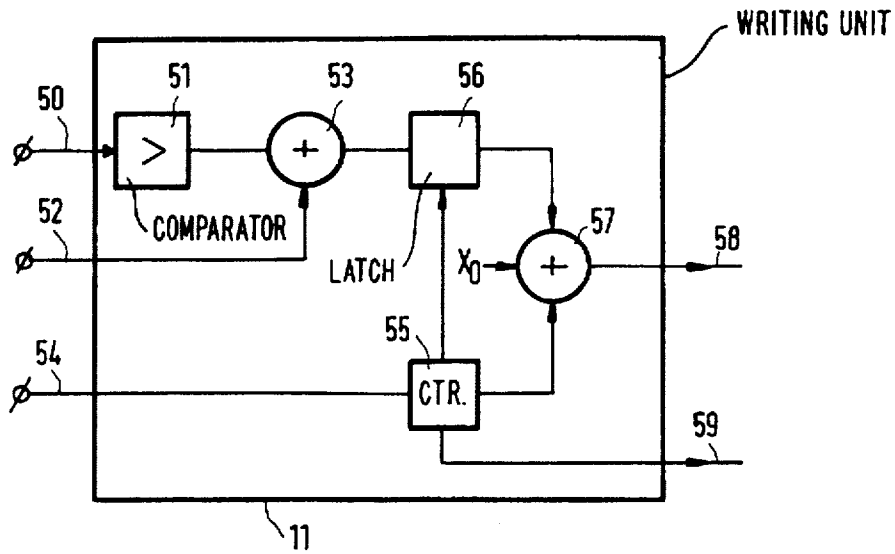 WRITING UNIT
50
51
53
56
>
+
52
COMPARATOR
57
58
LATCH
X0
+
54
55
CTR.
59
11